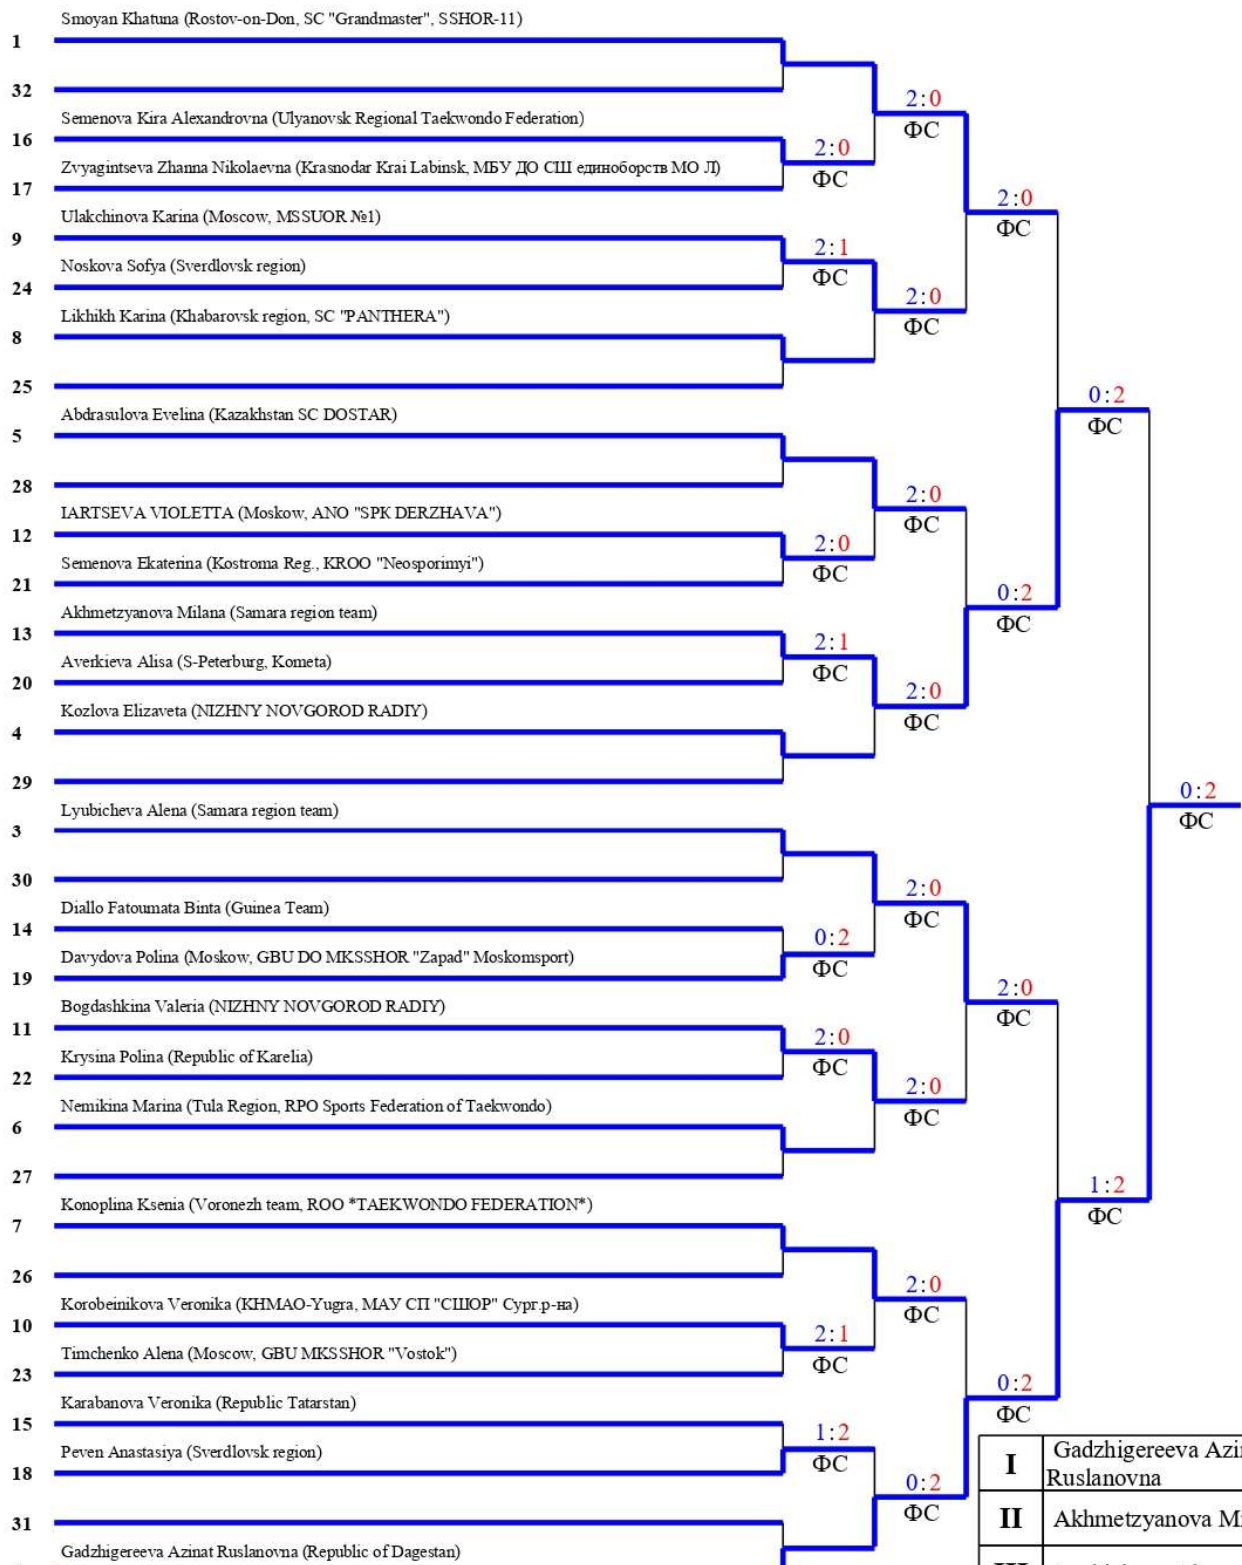 Smoyan Khatuna (Rostov-on-Don, SC "Grandmaster", SSHOR-11)
1
32
Semenova Kira Alexandrovna (Ulyanovsk Regional Taekwondo Federation)
16
Zvyagintseva Zhanna Nikolaevna (Krasnodar Krai Labinsk, МБУ ДО СШ единоборств МО Л)
17
Ulakchinova Karina (Moscow, MSSUOR №1)
9
Noskova Sofya (Sverdlovsk region)
24
Likhikh Karina (Khabarovsk region, SC "PANTHERA")
8
25
Abdrasulova Evelina (Kazakhstan SC DOSTAR)
5
28
IARTSEVA VIOLETTA (Moskow, ANO "SPK DERZHAVA")
12
Semenova Ekaterina (Kostroma Reg., KROO "Neosporimyi")
21
Akhmetzyanova Milana (Samara region team)
13
Averkieva Alisa (S-Peterburg, Kometa)
20
Kozlova Elizaveta (NIZHNY NOVGOROD RADIY)
4
29
Lyubicheva Alena (Samara region team)
3
30
Diallo Fatoumata Binta (Guinea Team)
14
Davydova Polina (Moskow, GBU DO MKSSHOR "Zapad" Moskomsport)
19
Bogdashkina Valeria (NIZHNY NOVGOROD RADIY)
11
Krysina Polina (Republic of Karelia)
22
Nemikina Marina (Tula Region, RPO Sports Federation of Taekwondo)
6
27
Konoplina Ksenia (Voronezh team, ROO *TAEKWONDO FEDERATION*)
7
26
Korobeinikova Veronika (KHMAO-Yugra, МАУ СП "СШОР" Сург.р-на)
10
Timchenko Alena (Moscow, GBU MKSSHOR "Vostok")
23
Karabanova Veronika (Republic Tatarstan)
15
Peven Anastasiya (Sverdlovsk region)
18
31
Gadzhigereeva Azinat Ruslanovna (Republic of Dagestan)
2:0
ФС
2:1
ФС
2:0
ФС
2:1
ФС
0:2
ФС
2:0
ФС
2:1
ФС
1:2
ФС
2:0
ФС
2:0
ФС
2:0
ФС
2:0
ФС
2:0
ФС
2:0
ФС
2:0
ФС
0:2
ФС
2:0
ФС
0:2
ФС
2:0
ФС
0:2
ФС
0:2
ФС
1:2
ФС
0:2
ФС
I
Gadzhigereeva Azi
Ruslanovna
II
Akhmetzyanova M